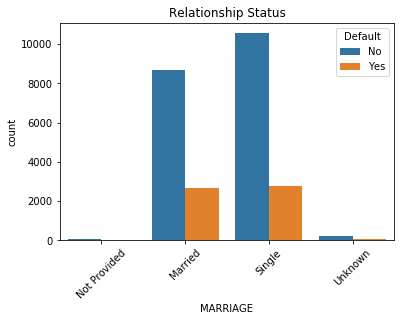 Relationship Status
Default
No
Yes
10000
8000
6000
4000
2000
0
count
Not Provided
Married
Single
Unknown
MARRIAGE